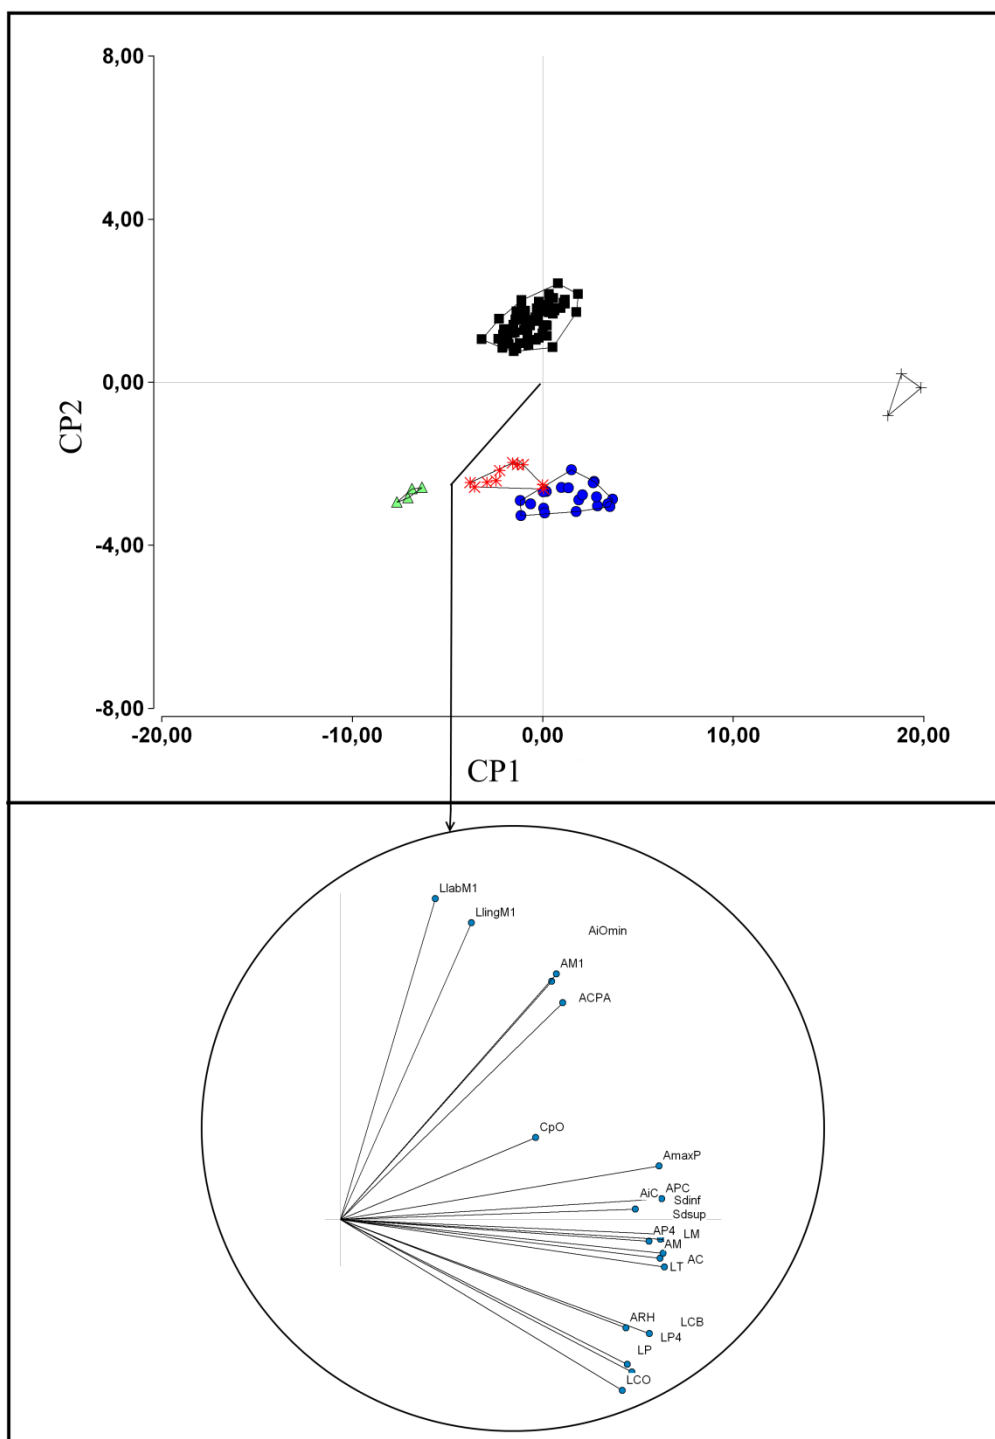 8,00
4,00
0,00
CP2
-4,00
-8,00
-20,00 -10,00 0,00 10,00 20,00
CP1
LlabM1
LlingM1
AiOmin
AM1
ACPA
CpO
AmaxP
AiC APC
Sdinf
Sdsup
AP4 LM
AM
AC
LT
ARH LCB
LP4
LP
LCO